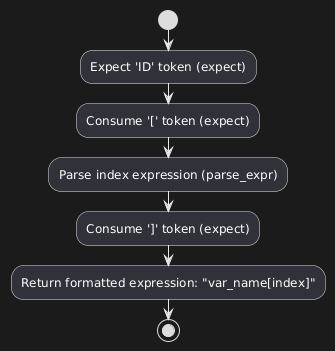 Expect 'ID' token (expect)
Consume '[' token (expect)
Parse index expression (parse_expr)
Consume ']' token (expect)
Return formatted expression: "var_name[index]"